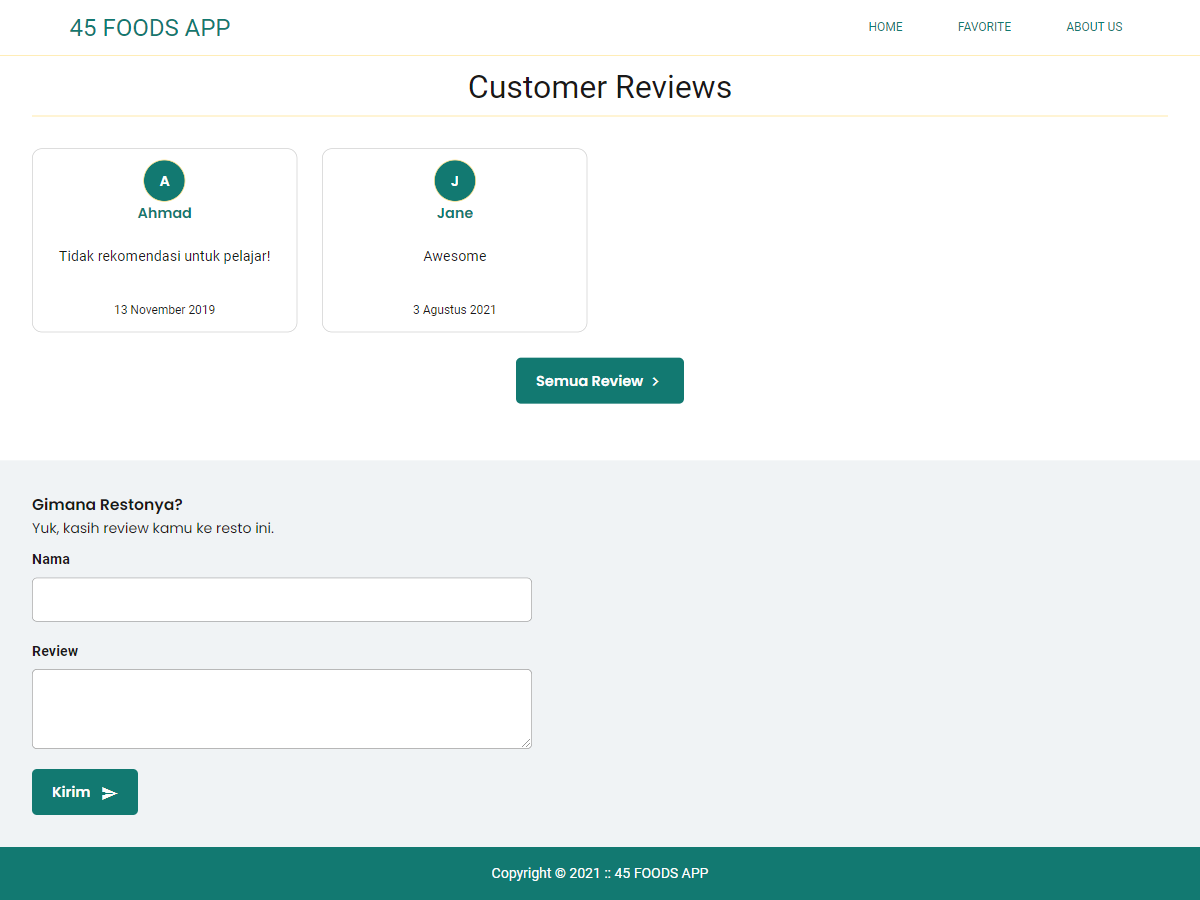 45 FOODS APP
HOME
FAVORITE
ABOUT US
Customer Reviews
A
Ahmad
Tidak rekomendasi untuk pelajar!
13 November 2019
J
Jane
Awesome
3 Agustus 2021
Semua Review
Gimana Restonya?
Yuk, kasih review kamu ke resto ini.
Nama
Review
Kirim
Copyright © 2021 :: 45 FOODS APP